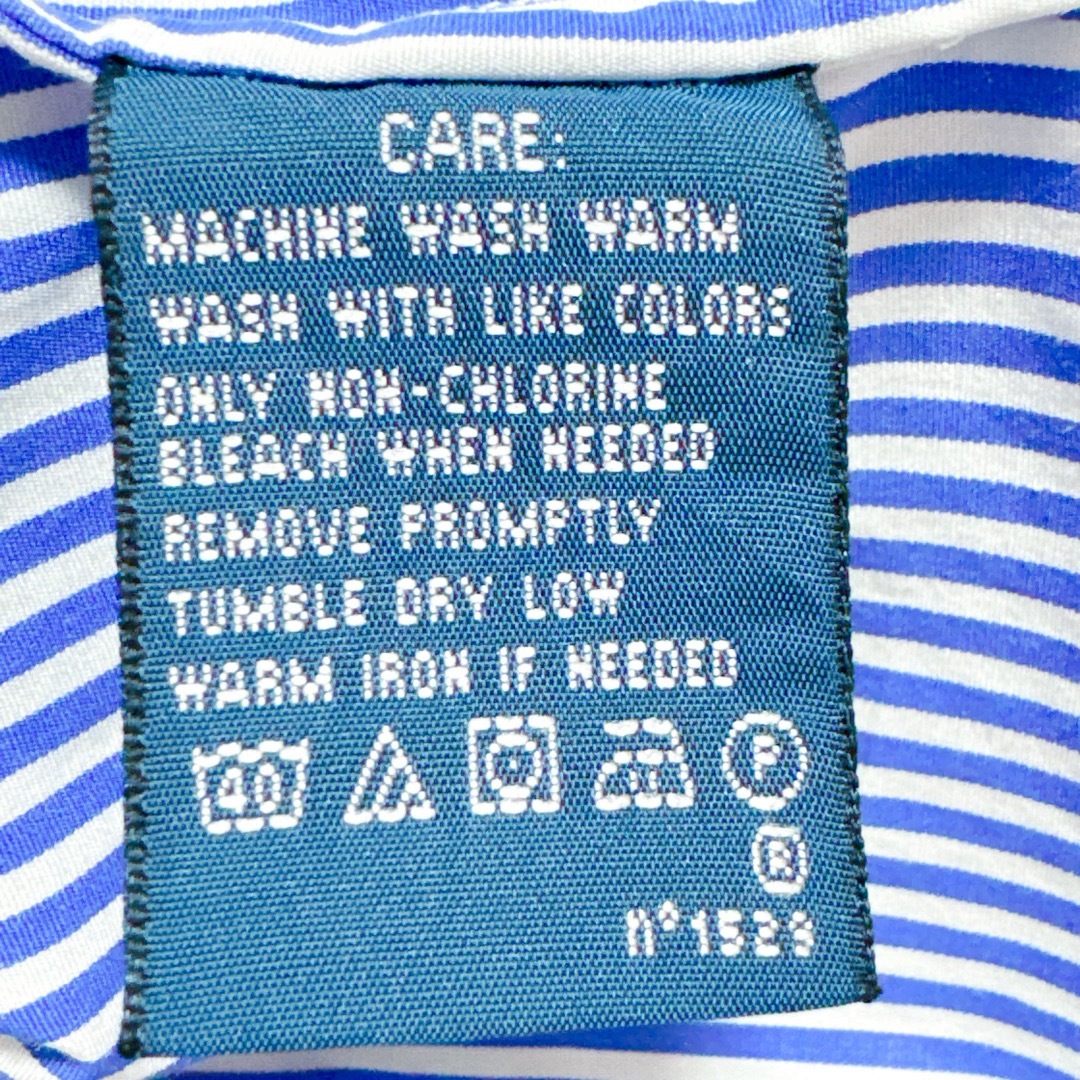 CARE:
MACHINE WASH WARM
WASH WITH LIKE COLORS
ONLY NON-CHLORINE
BLEACH WHEN NEEDED
REMOVE PROMPTLY
TUMBLE DRY LOW
WARM IRON IF NEEDED
40 P
®
n°1529